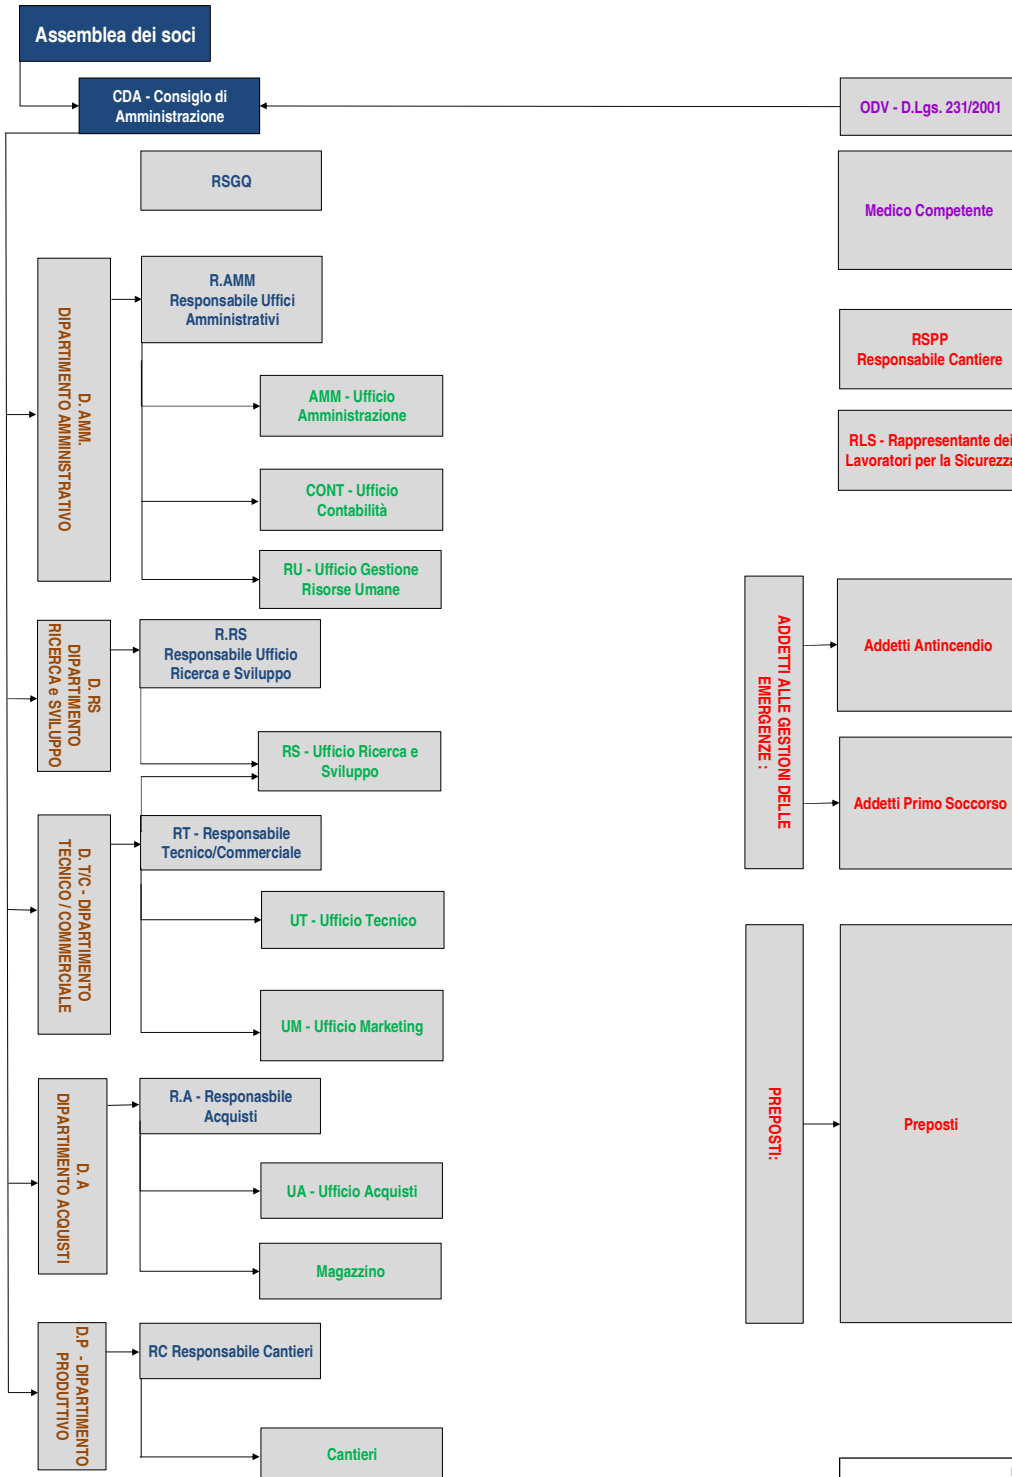 Assemblea dei soci
CDA - Consiglo di
Amministrazione
ODV - D.Lgs. 231/2001
RSGQ
Medico Competente
D. AMM.
DIPARTIMENTO AMMINISTRATIVO
R.AMM
Responsabile Uffici
Amministrativi
RSPP
Responsabile Cantiere
AMM - Ufficio
Amministrazione
RLS - Rappresentante dei
Lavoratori per la Sicurezza
CONT - Ufficio
Contabilità
RU - Ufficio Gestione
Risorse Umane
D. RS
DIPARTIMENTO
RICERCA e SVILUPPO
R.RS
Responsabile Ufficio
Ricerca e Sviluppo
RS - Ufficio Ricerca e
Sviluppo
ADDETTI ALLE GESTIONI DELLE
EMERGENZE :
Addetti Antincendio
Addetti Primo Soccorso
D. T/C - DIPARTIMENTO
TECNICO / COMMERCIALE
RT - Responsabile
Tecnico/Commerciale
UT - Ufficio Tecnico
UM - Ufficio Marketing
PREPOSTI:
Preposti
D. A
DIPARTIMENTO ACQUISTI
R.A - Responasbile
Acquisti
UA - Ufficio Acquisti
Magazzino
D.P - DIPARTIMENTO
PRODUTTIVO
RC Responsabile Cantieri
Cantieri